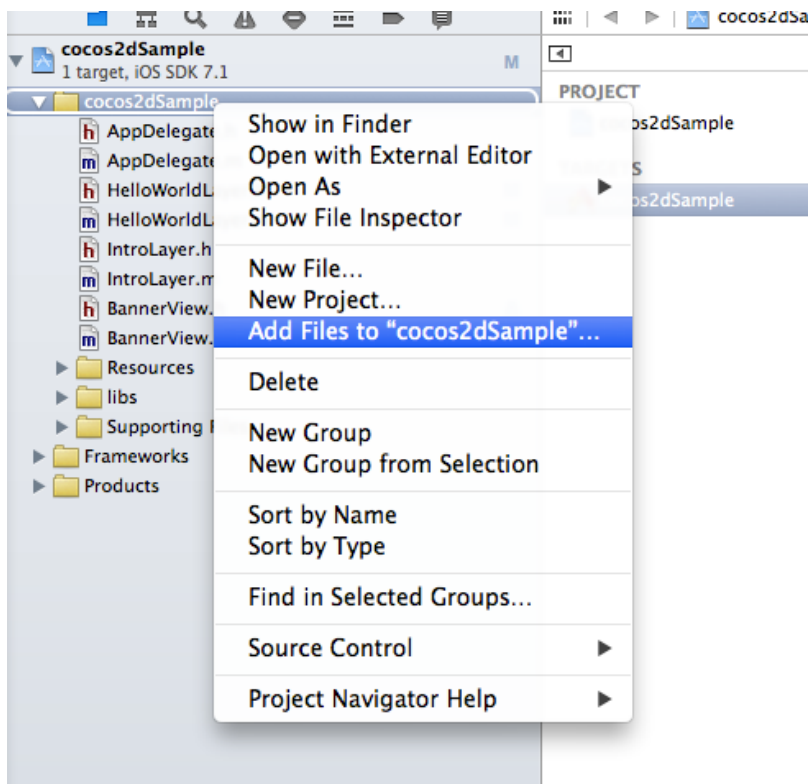 cocos2dSample
1 target, iOS SDK 7.1
M
cocos2dSample
AppDelegate
AppDelegate
HelloWorldL
HelloWorldL
IntroLayer.h
IntroLayer.m
BannerView.
BannerView.
Resources
libs
Supporting
Frameworks
Products
Show in Finder
Open with External Editor
Open As
Show File Inspector
New File...
New Project...
Add Files to “cocos2dSample”...
Delete
New Group
New Group from Selection
Sort by Name
Sort by Type
Find in Selected Groups...
Source Control
Project Navigator Help
cocos2dSa
PROJECT
os2dSample
os2dSample